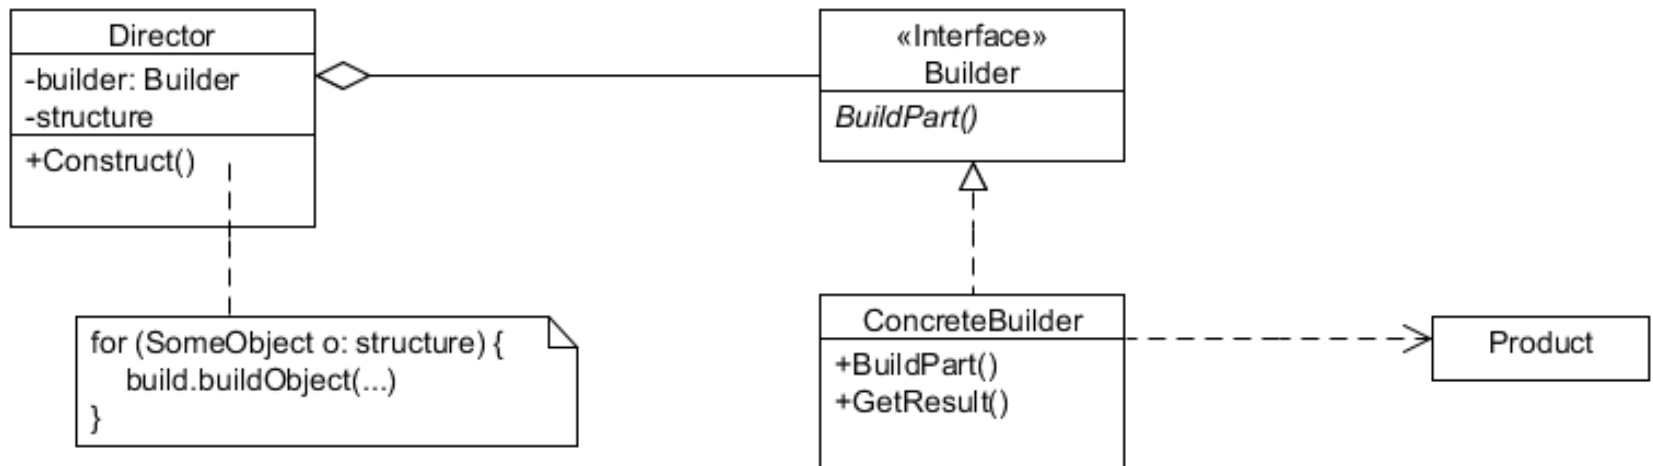 Director
-builder: Builder
-structure
+Construct()
for (SomeObject o: structure) {
build.buildObject(...)
}
«Interface»
Builder
BuildPart()
ConcreteBuilder
+BuildPart()
+GetResult()
Product